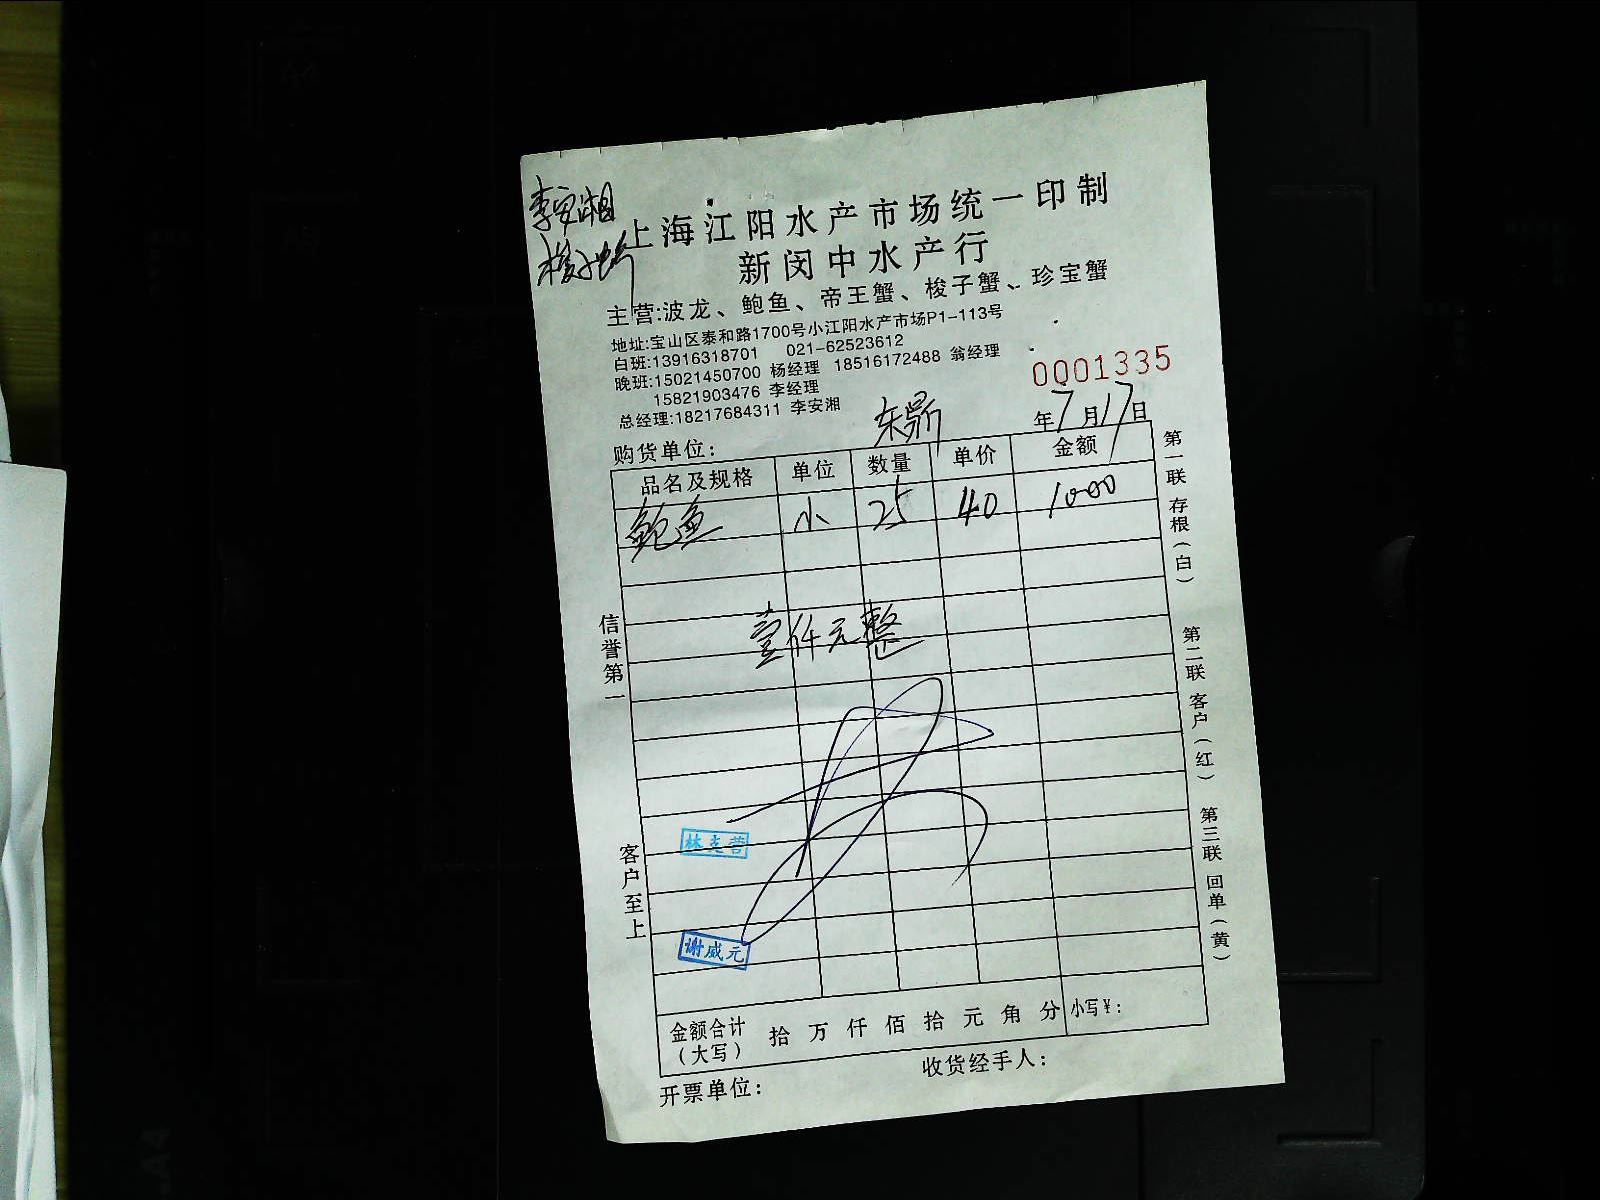 李安湘
梭子蟹
上海江阳水产市场统一印制
新闵中水产行
主营:波龙、鲍鱼、帝王蟹、梭子蟹、珍宝蟹
地址:宝山区泰和路1700号小江阳水产市场P1-113号
白班:13916318701 021-62523612
晚班:15021450700 杨经理 18516172488 翁经理
15821903476 李经理
总经理:18217684311 李安湘
0001335
购货单位: 东鼎 年7月17日
品名及规格 单位 数量 单价 金额
鲍鱼 小 25 40 1000
壹仟元整
林克营
谢威元
金额合计(大写) 拾 万 仟 佰 拾 元 角 分 小写¥:
开票单位: 收货经手人:
信誉第一
客户至上
第一联 存根(白)
第二联 客户(红)
第三联 回单(黄)